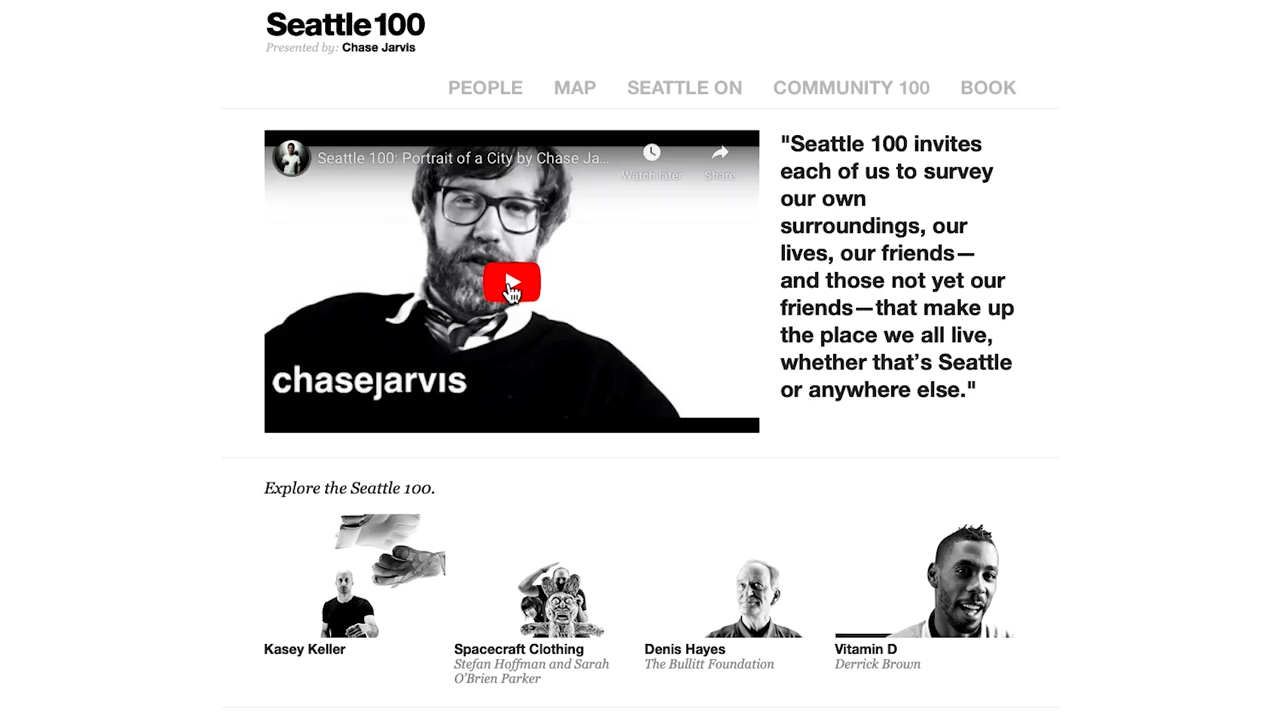 Seattle 100
Presented by: Chase Jarvis
PEOPLE MAP SEATTLE ON COMMUNITY 100 BOOK
Seattle 100: Portrait of a City by Chase Ja...
Watch later Share
chasejarvis
"Seattle 100 invites
each of us to survey
our own
surroundings, our
lives, our friends—
and those not yet our
friends—that make up
the place we all live,
whether that’s Seattle
or anywhere else."
Explore the Seattle 100.
Kasey Keller
Spacecraft Clothing
Stefan Hoffman and Sarah
O'Brien Parker
Denis Hayes
The Bullitt Foundation
Vitamin D
Derrick Brown